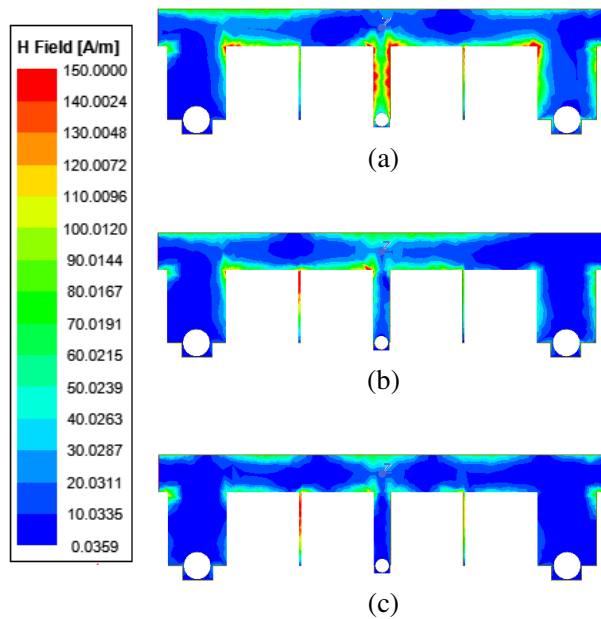 H Field [A/m]
150.0000
140.0024
130.0048
120.0072
110.0096
100.0120
90.0144
80.0167
70.0191
60.0215
50.0239
40.0263
30.0287
20.0311
10.0335
0.0359
Z
(a)
Z
(b)
Z
(c)